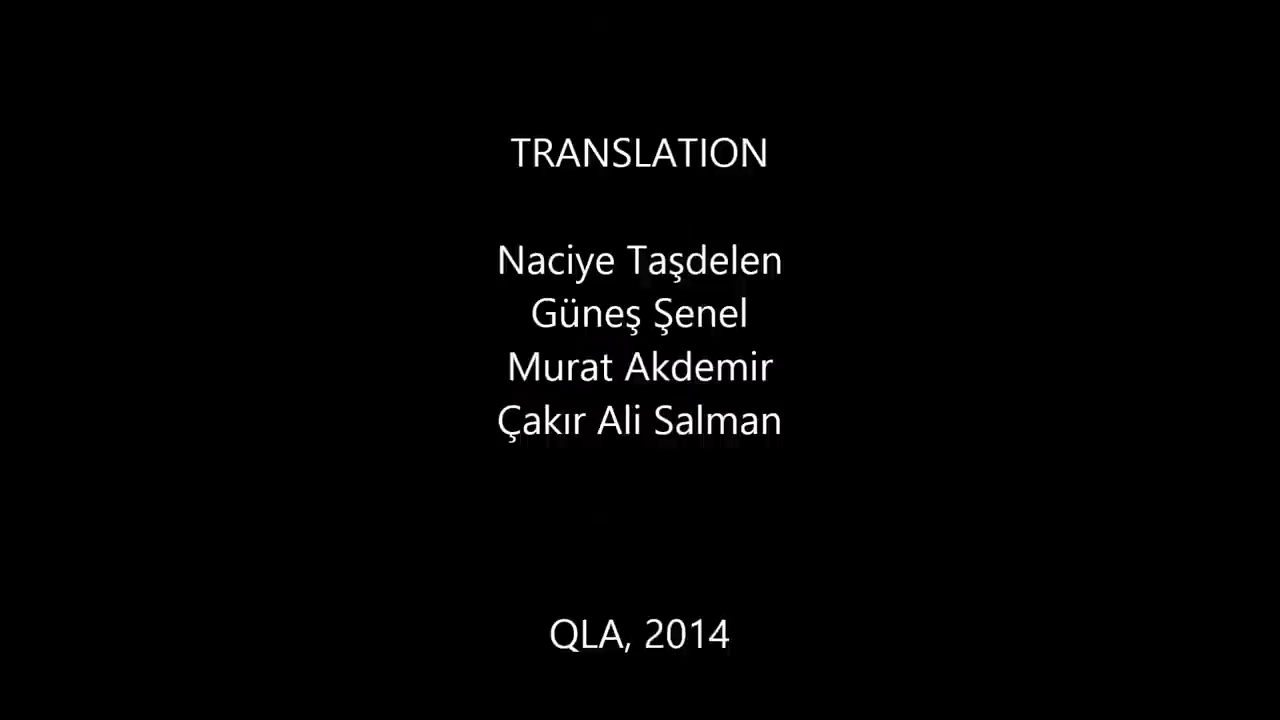 TRANSLATION
Naciye Taşdelen
Güneş Şenel
Murat Akdemir
Çakır Ali Salman
QLA, 2014